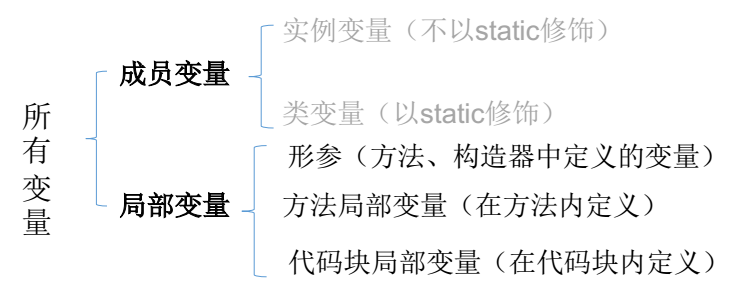 所有变量
成员变量
实例变量（不以static修饰）
类变量（以static修饰）
局部变量
形参（方法、构造器中定义的变量）
方法局部变量（在方法内定义）
代码块局部变量（在代码块内定义）